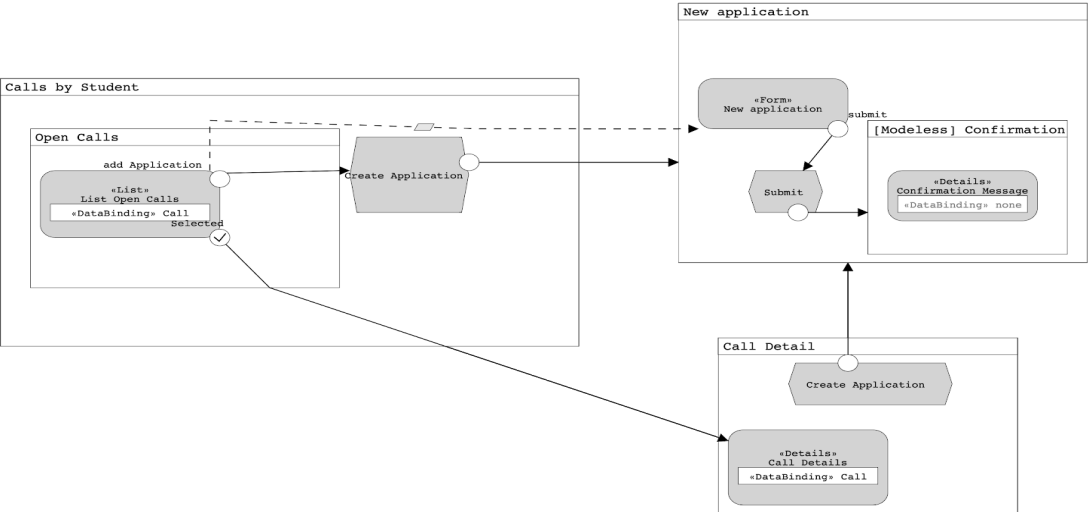 New application
«Form»
New application
submit
[Modeless] Confirmation
Submit
«Details»
Confirmation Message
«DataBinding» none
Calls by Student
Open Calls
add Application
«List»
List Open Calls
«DataBinding» Call
Selected
Create Application
Call Detail
Create Application
«Details»
Call Details
«DataBinding» Call